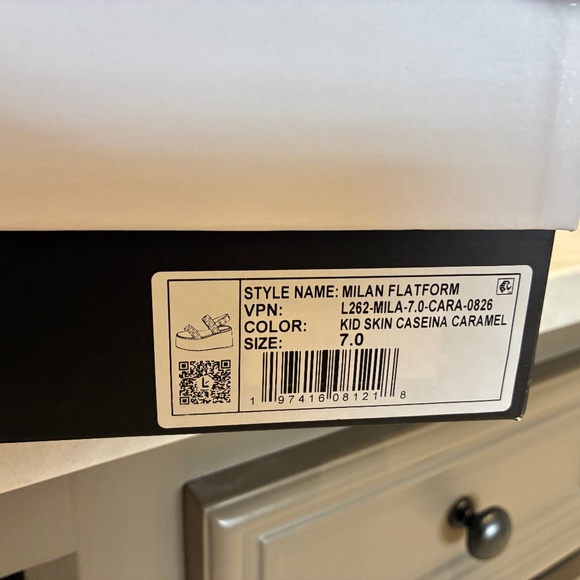 STYLE NAME: MILAN FLATFORM
VPN: L262-MILA-7.0-CARA-0826
COLOR: KID SKIN CASEINA CARAMEL
SIZE: 7.0
1 97416 08121 8